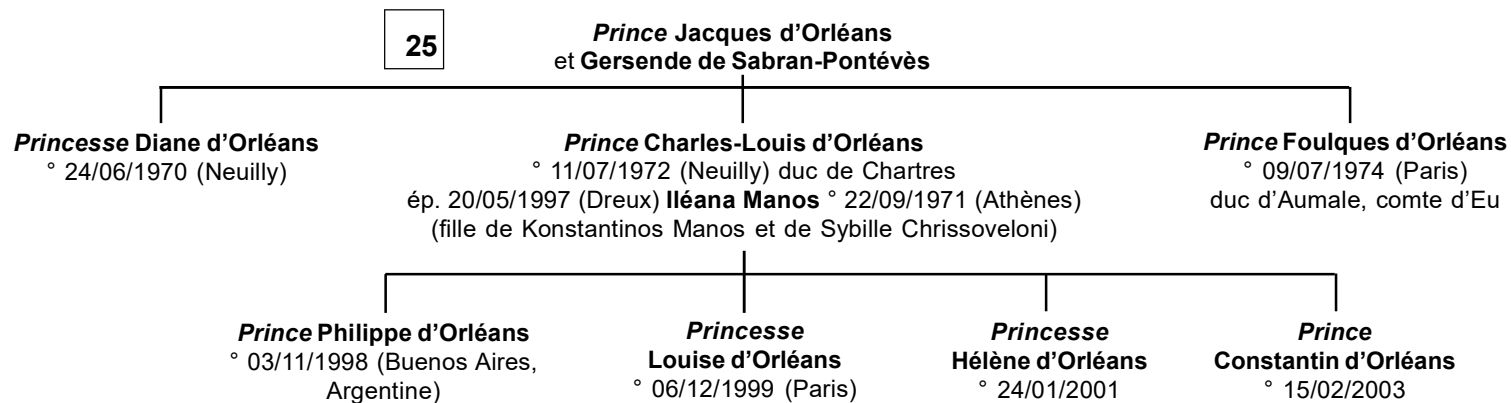 25
Prince Jacques d'Orléans
et Gersende de Sabran-Pontévès
Princesse Diane d'Orléans
° 24/06/1970 (Neuilly)
Prince Charles-Louis d'Orléans
° 11/07/1972 (Neuilly) duc de Chartres
ép. 20/05/1997 (Dreux) Iléana Manos ° 22/09/1971 (Athènes)
(fille de Konstantinos Manos et de Sybille Chrissoveloni)
Prince Foulques d'Orléans
° 09/07/1974 (Paris)
duc d'Aumale, comte d'Eu
Prince Philippe d'Orléans
° 03/11/1998 (Buenos Aires,
Argentine)
Princesse
Louise d'Orléans
° 06/12/1999 (Paris)
Princesse
Hélène d'Orléans
° 24/01/2001
Prince
Constantin d'Orléans
° 15/02/2003